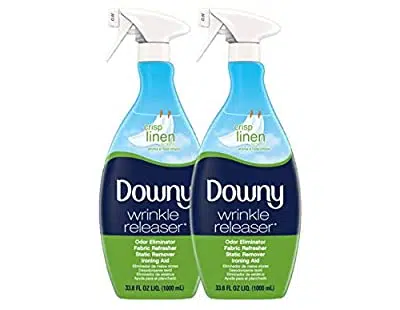 crisp
linen
Downy
wrinkle
releaser*
Odor Eliminator
Fabric Refresher
Static Remover
Ironing Aid
33.8 FL OZ LIQ. (1000 mL)
crisp
linen
Downy
wrinkle
releaser*
Odor Eliminator
Fabric Refresher
Static Remover
Ironing Aid
33.8 FL OZ LIQ. (1000 mL)